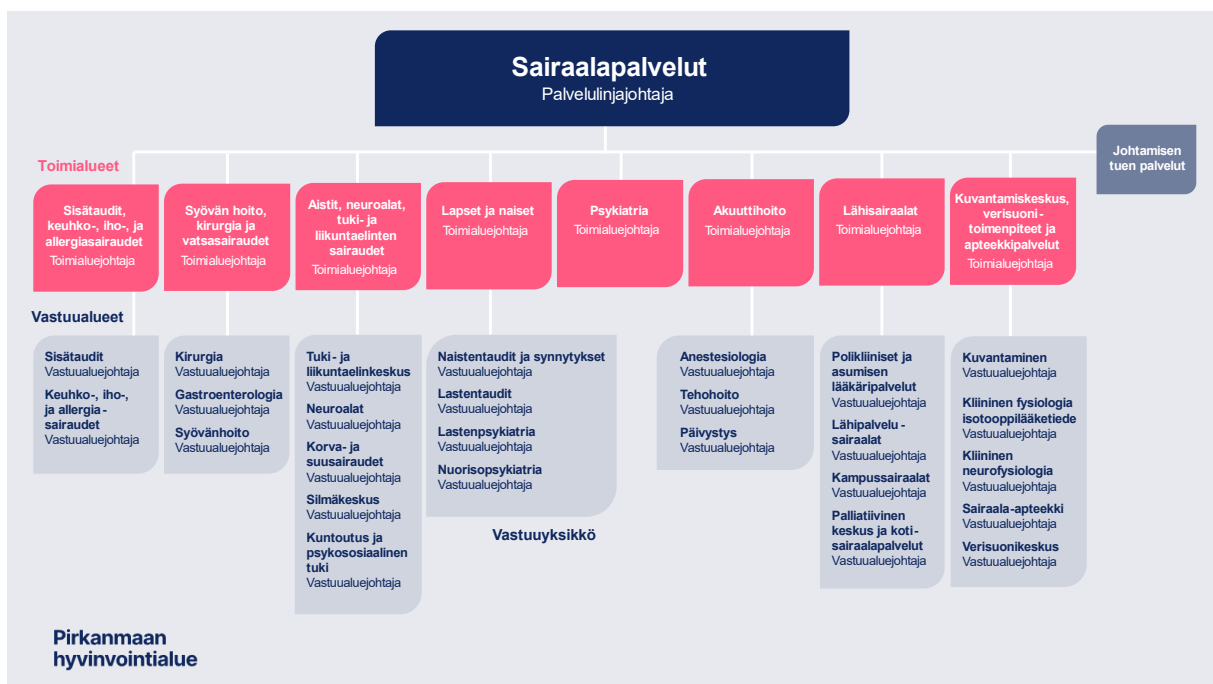 Sairaalapalvelut
Palvelulinjajohtaja
Johtamisen
tuen palvelut
Toimialueet
Sisätaudit,
keuhko-, iho-, ja
allergiasairaudet
Toimialuejohtaja
Syövän hoito,
kirurgia ja
vatsasairaudet
Toimialuejohtaja
Aistit, neuroalat,
tuki- ja
liikuntaelinten
sairaudet
Toimialuejohtaja
Lapset ja naiset
Toimialuejohtaja
Psykiatria
Toimialuejohtaja
Akuuttihoito
Toimialuejohtaja
Lähisairaalat
Toimialuejohtaja
Kuvantamiskeskus,
verisuoni-
toimenpiteet ja
apteekkipalvelut
Toimialuejohtaja
Vastuualueet
Sisätaudit
Vastuualuejohtaja
Keuhko-, iho-,
ja allergia-
sairaudet
Vastuualuejohtaja
Kirurgia
Vastuualuejohtaja
Gastroenterologia
Vastuualuejohtaja
Syövänhoito
Vastuualuejohtaja
Tuki- ja
liikuntaelinkeskus
Vastuualuejohtaja
Neuroalat
Vastuualuejohtaja
Korva- ja
suusairaudet
Vastuualuejohtaja
Silmäkeskus
Vastuualuejohtaja
Kuntoutus ja
psykososiaalinen
tuki
Vastuualuejohtaja
Naistentaudit ja synnytykset
Vastuualuejohtaja
Lastentaudit
Vastuualuejohtaja
Lastenpsykiatria
Vastuualuejohtaja
Nuorisopsykiatria
Vastuualuejohtaja
Vastuuyksikkö
Anestesiologia
Vastuualuejohtaja
Tehohoito
Vastuualuejohtaja
Päivystys
Vastuualuejohtaja
Polikliiniset ja
asumisen
lääkäripalvelut
Vastuualuejohtaja
Lähipalvelu-
sairaalat
Vastuualuejohtaja
Kampussairaalat
Vastuualuejohtaja
Palliatiivinen
keskus ja koti-
sairaalapalvelut
Vastuualuejohtaja
Kuvantaminen
Vastuualuejohtaja
Kliininen fysiologia
isotooppilääketiede
Vastuualuejohtaja
Kliininen
neurofysiologia
Vastuualuejohtaja
Sairaala-apteekki
Vastuualuejohtaja
Verisuonikeskus
Vastuualuejohtaja
Pirkanmaan
hyvinvointialue